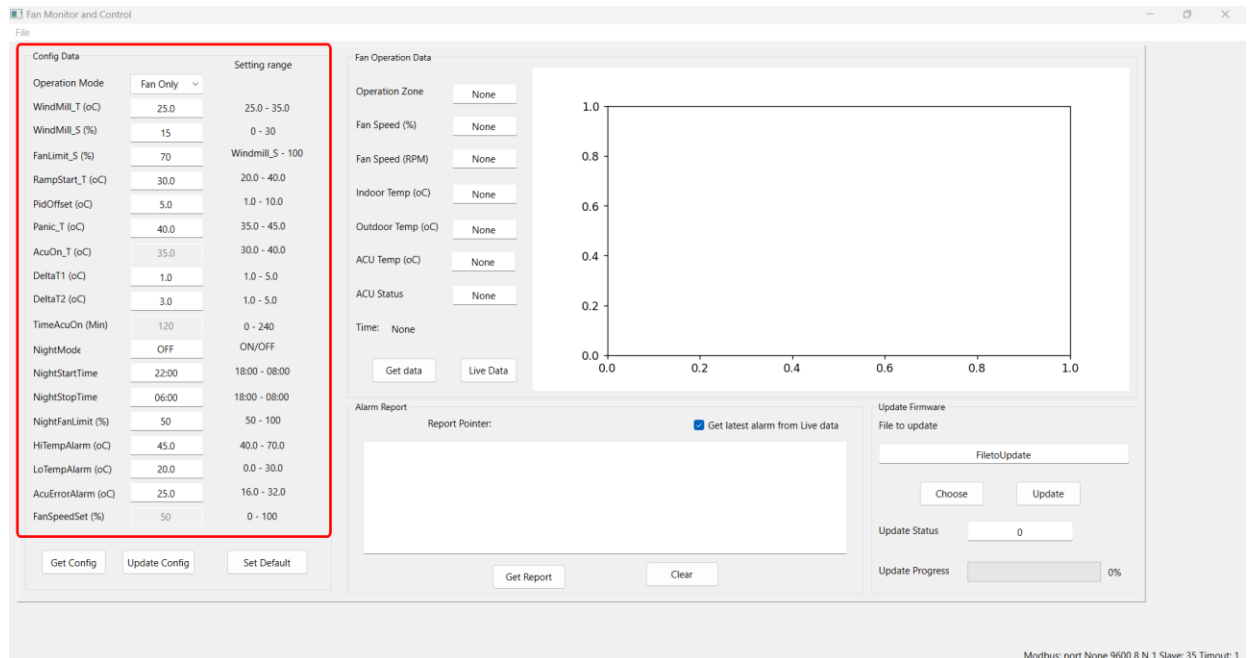 Fan Monitor and Control
File
Config Data
Setting range
Operation Mode Fan Only
WindMill_T (oC) 25.0 25.0 - 35.0
WindMill_S (%) 15 0 - 30
FanLimit_S (%) 70 Windmill_S - 100
RampStart_T (oC) 30.0 20.0 - 40.0
PidOffset (oC) 5.0 1.0 - 10.0
Panic_T (oC) 40.0 35.0 - 45.0
AcuOn_T (oC) 35.0 30.0 - 40.0
DeltaT1 (oC) 1.0 1.0 - 5.0
DeltaT2 (oC) 3.0 1.0 - 5.0
TimeAcuOn (Min) 120 0 - 240
NightMode OFF ON/OFF
NightStartTime 22:00 18:00 - 08:00
NightStopTime 06:00 18:00 - 08:00
NightFanLimit (%) 50 50 - 100
HiTempAlarm (oC) 45.0 40.0 - 70.0
LoTempAlarm (oC) 20.0 0.0 - 30.0
AcuErrorAlarm (oC) 25.0 16.0 - 32.0
FanSpeedSet (%) 50 0 - 100
Get Config Update Config Set Default
Fan Operation Data
Operation Zone None
Fan Speed (%) None
Fan Speed (RPM) None
Indoor Temp (oC) None
Outdoor Temp (oC) None
ACU Temp (oC) None
ACU Status None
Time: None
Get data Live Data
1.0
0.8
0.6
0.4
0.2
0.0
0.0 0.2 0.4 0.6 0.8 1.0
Alarm Report
Report Pointer: Get latest alarm from Live data
Get Report Clear
Update Firmware
File to update
FiletoUpdate
Choose Update
Update Status 0
Update Progress 0%
Modbus: port None 9600 8 N 1 Slave: 35 Timout: 1